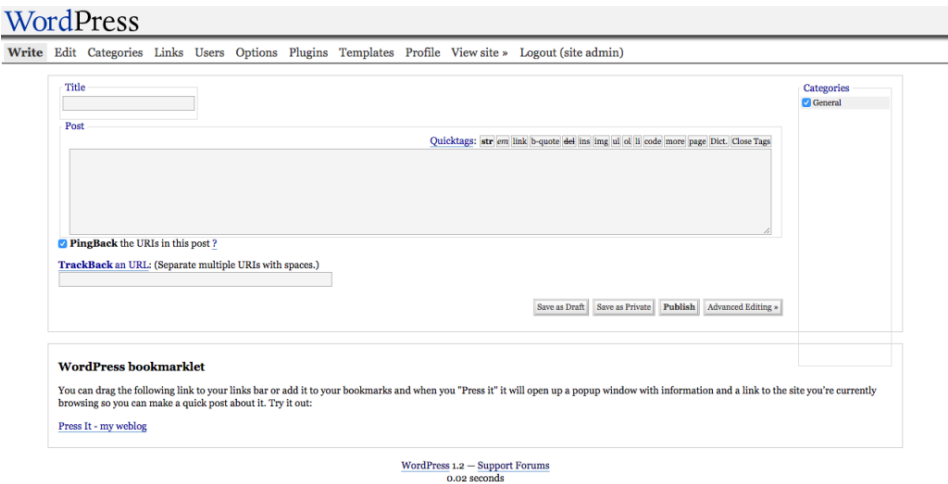 WordPress
Write Edit Categories Links Users Options Plugins Templates Profile View site » Logout (site admin)
Title
Categories
General
Post
Quicktags: str em link b-quote del ins img ul ol li code more page Dict. Close Tags
PingBack the URIs in this post ?
TrackBack an URL: (Separate multiple URIs with spaces.)
Save as Draft Save as Private Publish Advanced Editing »
WordPress bookmarklet
You can drag the following link to your links bar or add it to your bookmarks and when you "Press it" it will open up a popup window with information and a link to the site you're currently
browsing so you can make a quick post about it. Try it out:
Press It - my weblog
WordPress 1.2 — Support Forums
0.02 seconds